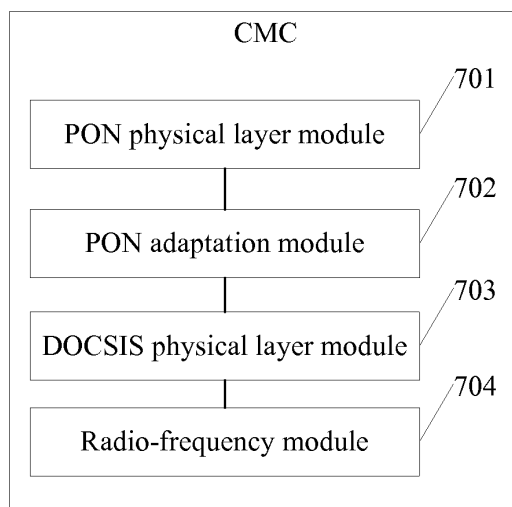 CMC
701
PON physical layer module
702
PON adaptation module
703
DOCSIS physical layer module
704
Radio-frequency module